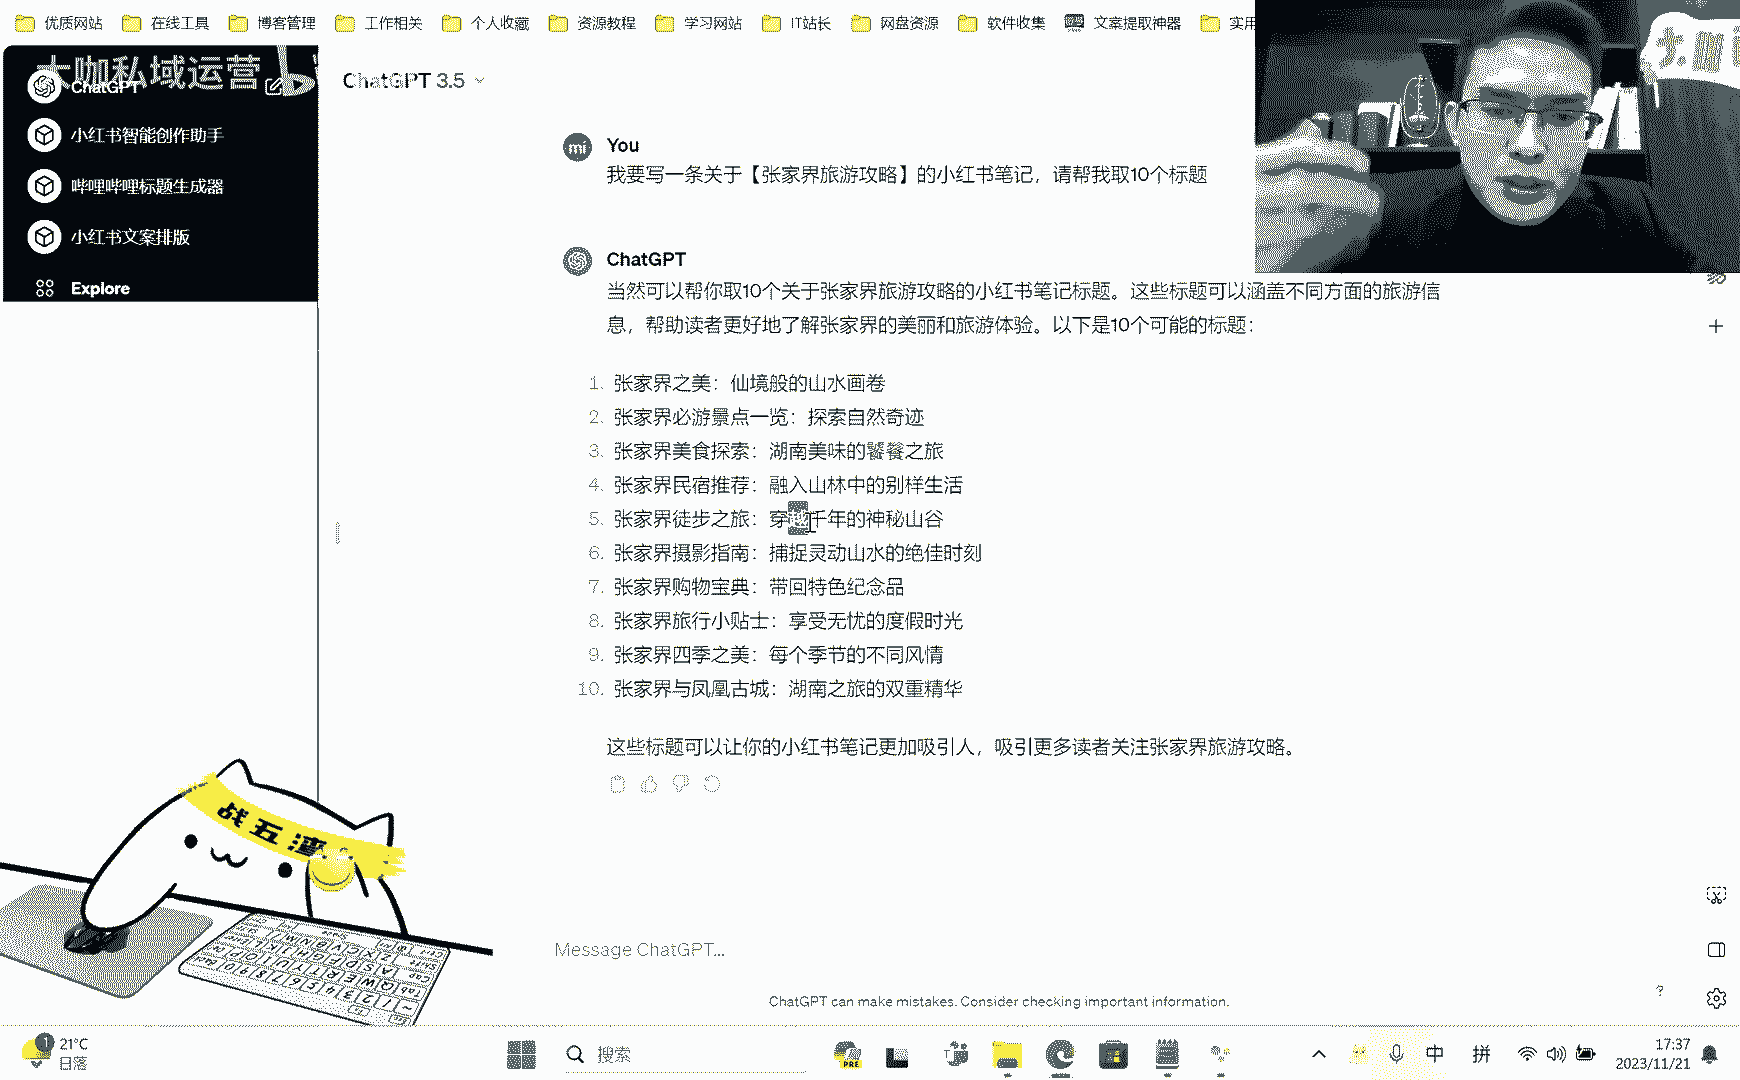 优质网站 在线工具 博客管理 工作相关 个人收藏 资源教程 学习网站 IT站长 网盘资源 软件收集 文案提取神器 实用
大咖私域运营
ChatGPT
小红书智能创作助手
哔哩哔哩标题生成器
小红书文案排版
Explore
ChatGPT 3.5
大咖
mi
You
我要写一条关于【张家界旅游攻略】的小红书笔记，请帮我取10个标题
ChatGPT
当然可以帮你取10个关于张家界旅游攻略的小红书笔记标题。这些标题可以涵盖不同方面的旅游信
息，帮助读者更好地了解张家界的美丽和旅游体验。以下是10个可能的标题：
1. 张家界之美：仙境般的山水画卷
2. 张家界必游景点一览：探索自然奇迹
3. 张家界美食探索：湖南美味的饕餮之旅
4. 张家界民宿推荐：融入山林中的别样生活
5. 张家界徒步之旅：穿越千年的神秘山谷
6. 张家界摄影指南：捕捉灵动山水的绝佳时刻
7. 张家界购物宝典：带回特色纪念品
8. 张家界旅行小贴士：享受无忧的度假时光
9. 张家界四季之美：每个季节的不同风情
10. 张家界与凤凰古城：湖南之旅的双重精华
这些标题可以让你的小红书笔记更加吸引人，吸引更多读者关注张家界旅游攻略。
战五渣
Message ChatGPT...
ChatGPT can make mistakes. Consider checking important information.
?
1
21°C
日落
搜索
PRE
中
拼
17:37
2023/11/21